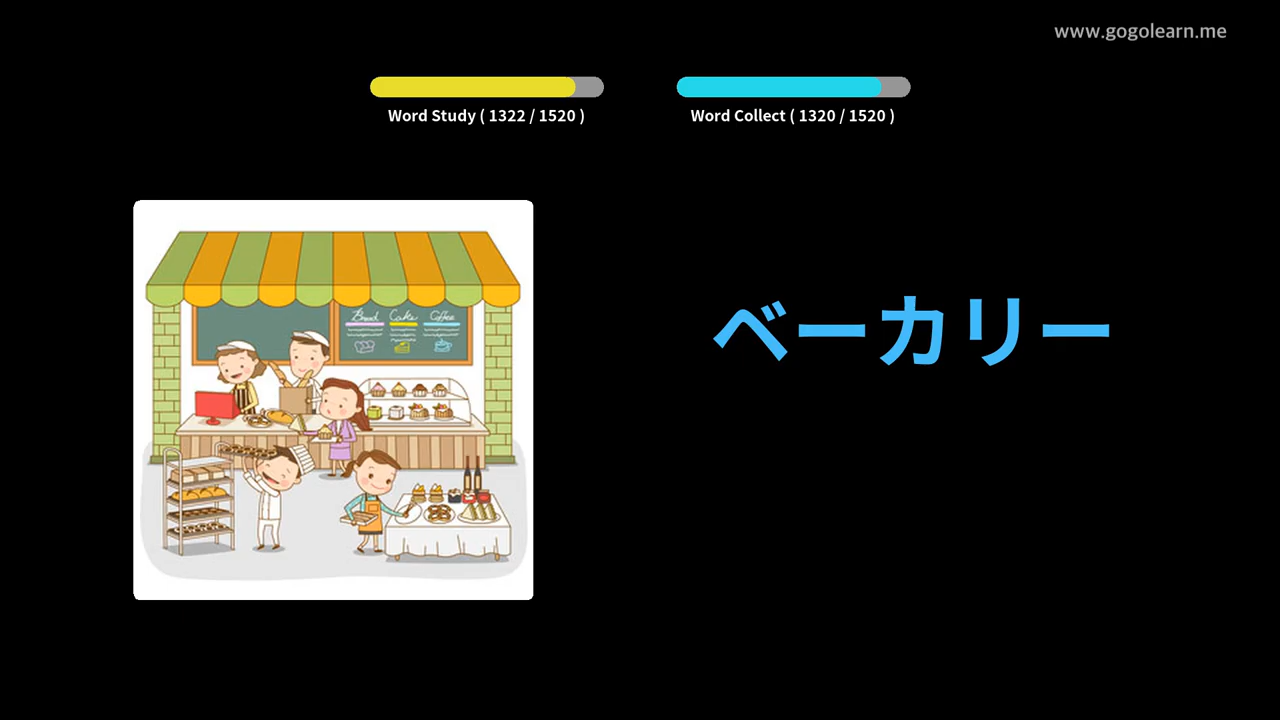 www.gogolearn.me
Word Study ( 1322 / 1520 )
Word Collect ( 1320 / 1520 )
Bread Cake Coffee
ベーカリー